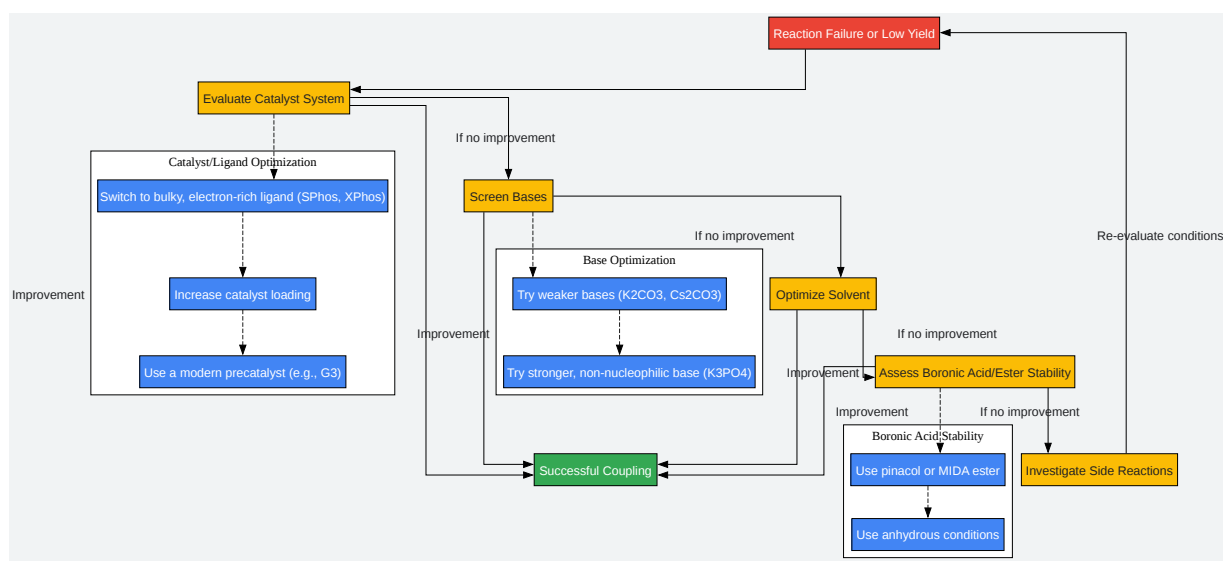 Reaction Failure or Low Yield
Evaluate Catalyst System
If no improvement
Catalyst/Ligand Optimization
Switch to bulky, electron-rich ligand (SPhos, XPhos)
Screen Bases
If no improvement
Re-evaluate conditions
Base Optimization
Improvement
Increase catalyst loading
Try weaker bases (K2CO3, Cs2CO3)
Optimize Solvent
Improvement
If no improvement
Use a modern precatalyst (e.g., G3)
Try stronger, non-nucleophilic base (K3PO4)
Improvement
Assess Boronic Acid/Ester Stability
Improvement
If no improvement
Boronic Acid Stability
Successful Coupling
Use pinacol or MIDA ester
Investigate Side Reactions
Use anhydrous conditions